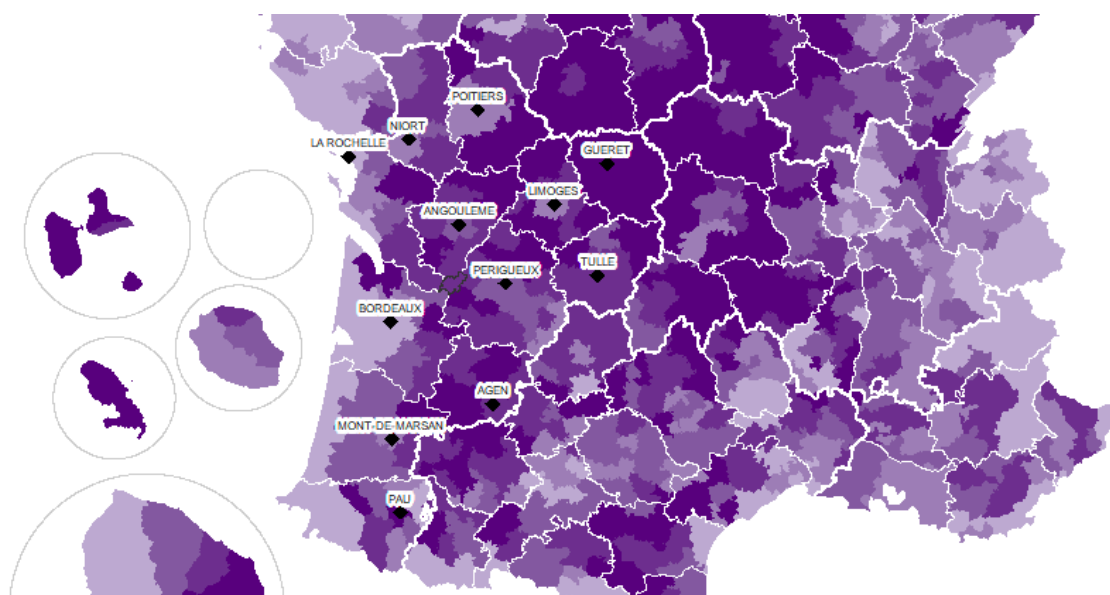 POITIERS
NIORT
LA ROCHELLE
GUERET
LIMOGES
ANGOULEME
PERIGUEUX
TULLE
BORDEAUX
AGEN
MONT-DE-MARSAN
PAU